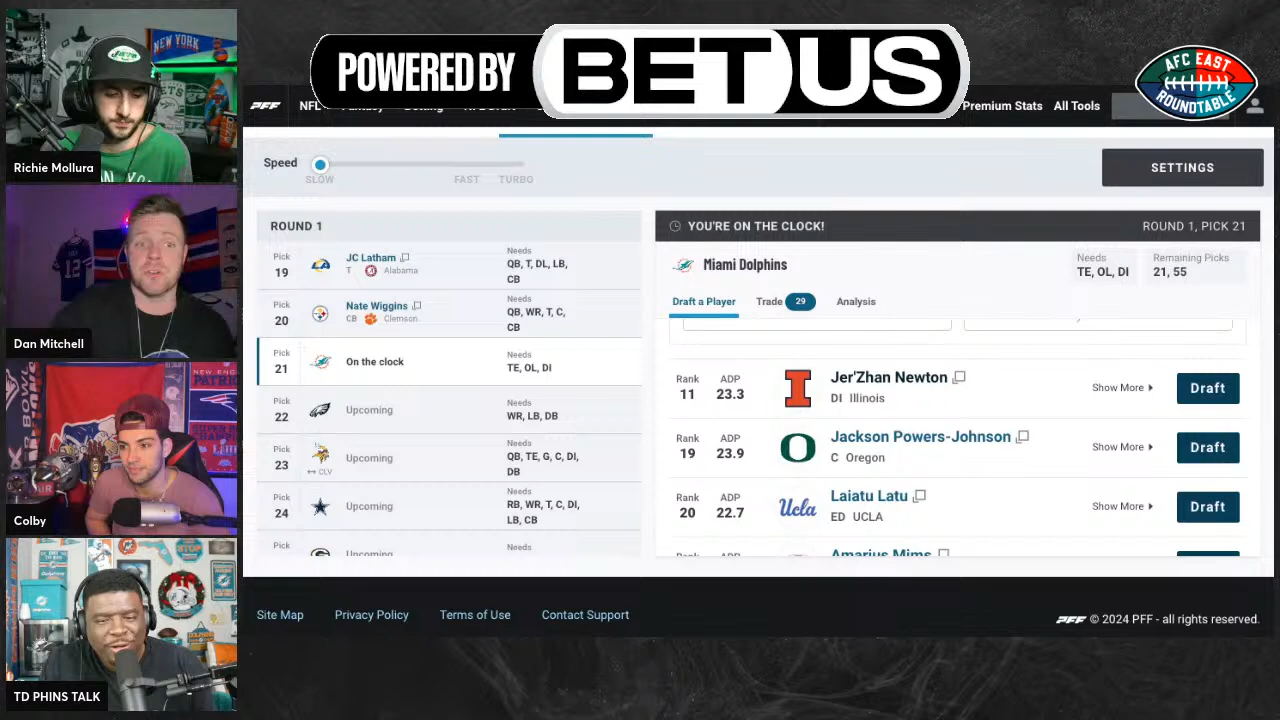 POWERED BY BETUS
AFC EAST
ROUNDTABLE
PFF
NFL
Premium Stats
All Tools
Speed
SLOW
FAST
TURBO
SETTINGS
ROUND 1
Pick
19
JC Latham
T Alabama
Needs
QB, T, DL, LB,
CB
Pick
20
Nate Wiggins
CB Clemson
Needs
QB, WR, T, C,
CB
Pick
21
On the clock
Needs
TE, OL, DI
Pick
22
Upcoming
Needs
WR, LB, DB
Pick
23
↔ CLV
Upcoming
Needs
QB, TE, G, C, DI,
DB
Pick
24
Upcoming
Needs
RB, WR, T, C, DI,
LB, CB
Pick
Upcoming
Needs
YOU'RE ON THE CLOCK!
ROUND 1, PICK 21
Miami Dolphins
Needs
TE, OL, DI
Remaining Picks
21, 55
Draft a Player
Trade 29
Analysis
Rank
11
ADP
23.3
Jer'Zhan Newton
DI Illinois
Show More
Draft
Rank
19
ADP
23.9
Jackson Powers-Johnson
C Oregon
Show More
Draft
Rank
20
ADP
22.7
Ucla
Laiatu Latu
ED UCLA
Show More
Draft
Amarius Mims
Site Map
Privacy Policy
Terms of Use
Contact Support
PFF © 2024 PFF - all rights reserved.
NEW YORK
JETS
Richie Mollura
12
Dan Mitchell
PATRIO
Colby
STOP
TD PHINS TALK